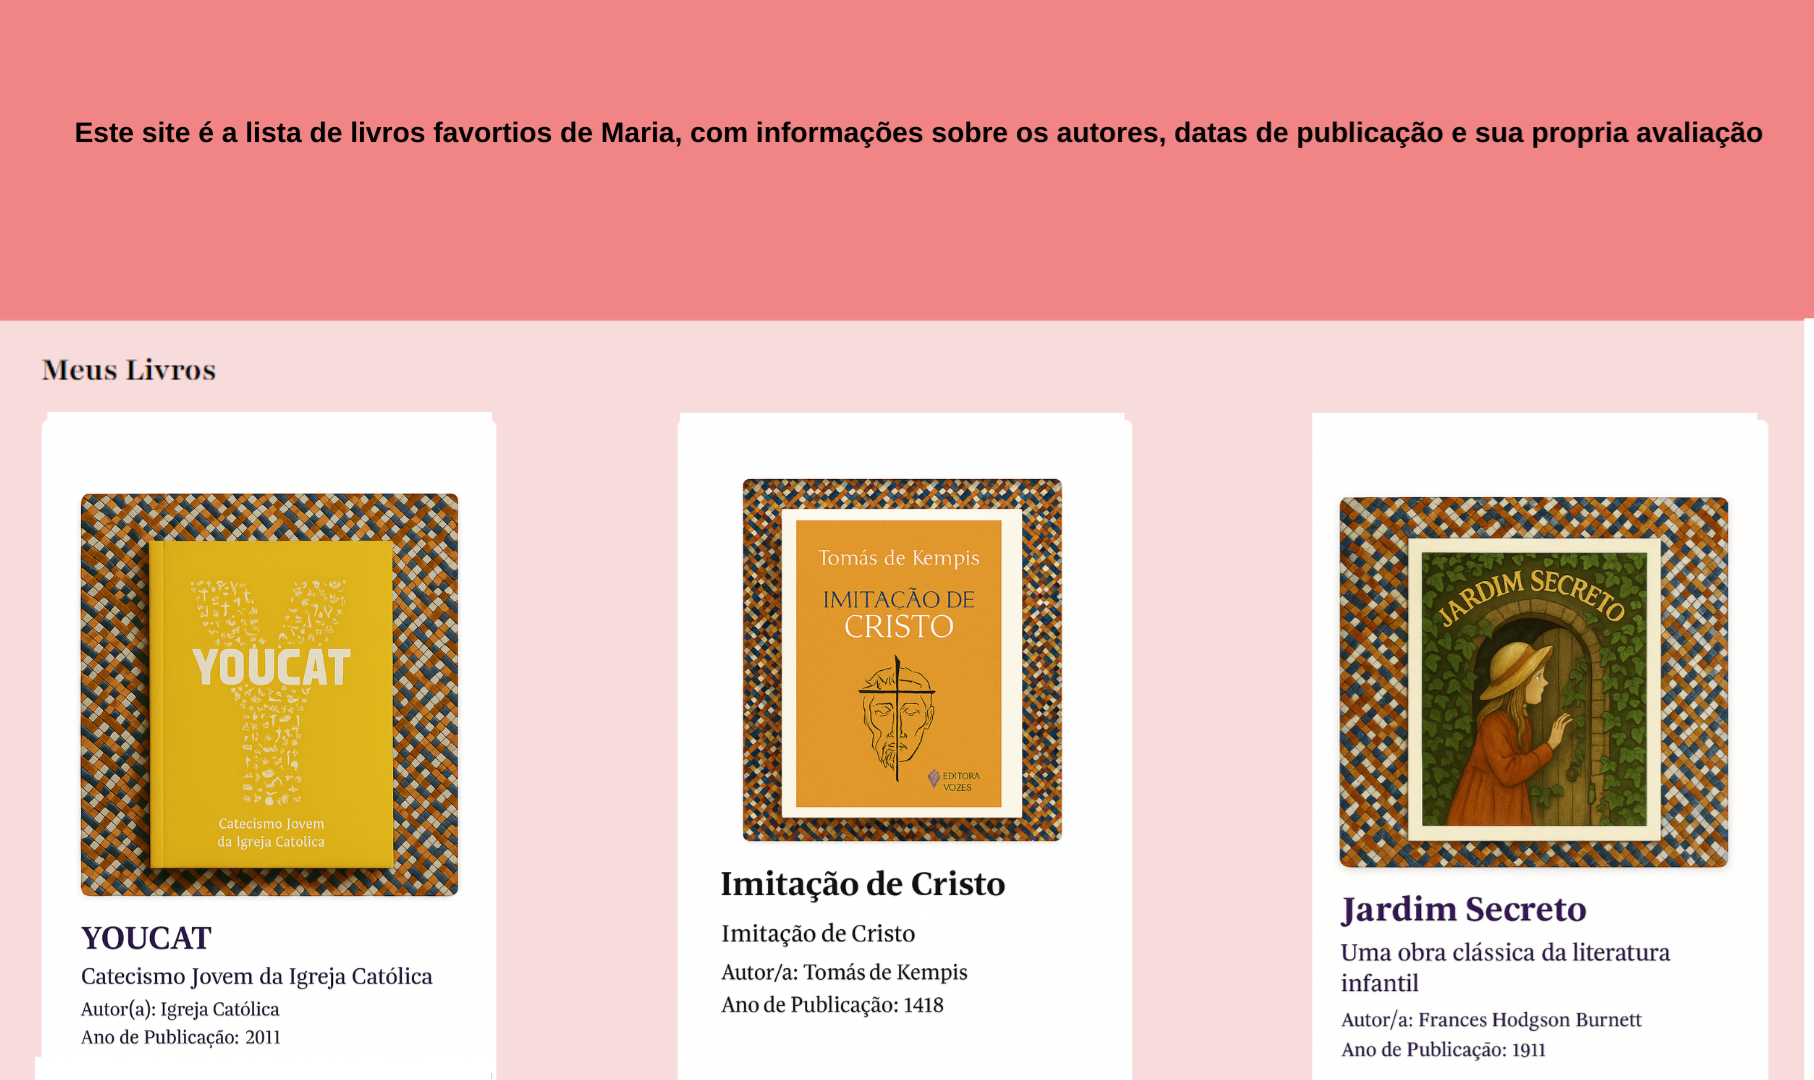 Este site é a lista de livros favortios de Maria, com informações sobre os autores, datas de publicação e sua propria avaliação
Meus Livros
YOUCAT
Catecismo Jovem
da Igreja Catolica
YOUCAT
Catecismo Jovem da Igreja Católica
Autor(a): Igreja Católica
Ano de Publicação: 2011
Tomás de Kempis
IMITAÇÃO DE
CRISTO
EDITORA
VOZES
Imitação de Cristo
Imitação de Cristo
Autor/a: Tomás de Kempis
Ano de Publicação: 1418
JARDIM SECRETO
Jardim Secreto
Uma obra clássica da literatura
infantil
Autor/a: Frances Hodgson Burnett
Ano de Publicação: 1911